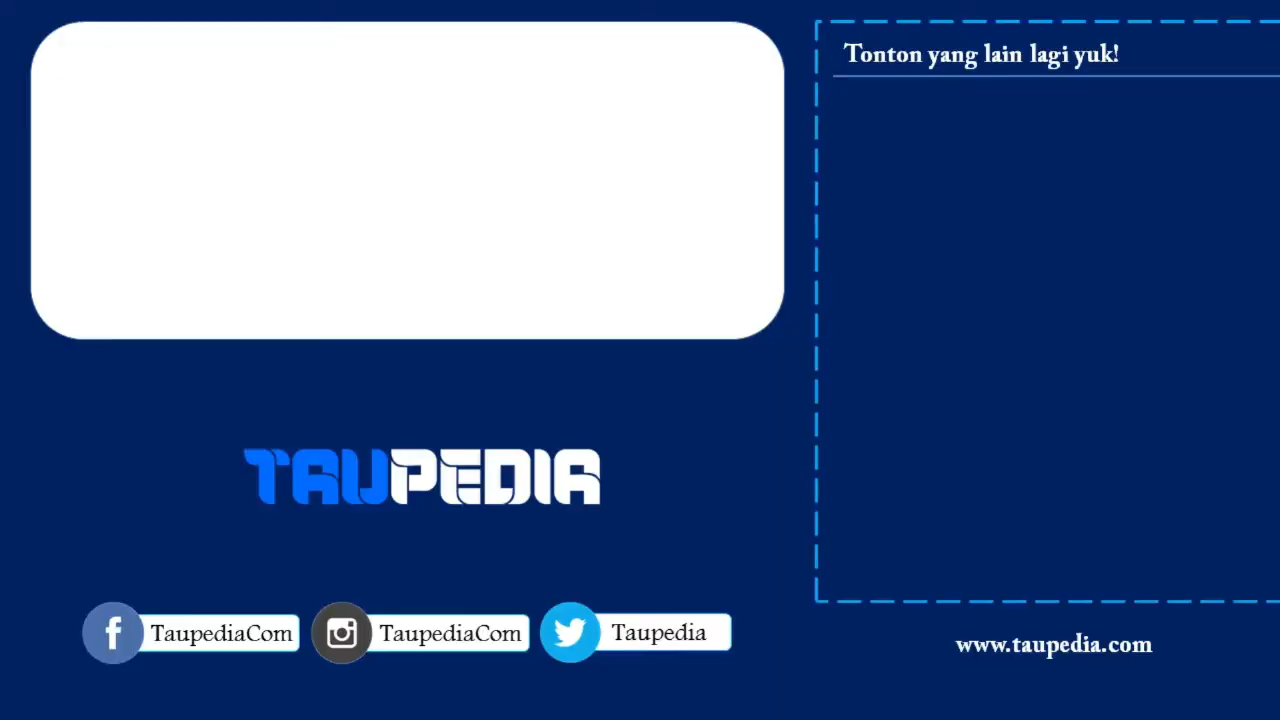 Tonton yang lain lagi yuk!
TAUPEDIA
TaupediaCom
TaupediaCom
Taupedia
www.taupedia.com